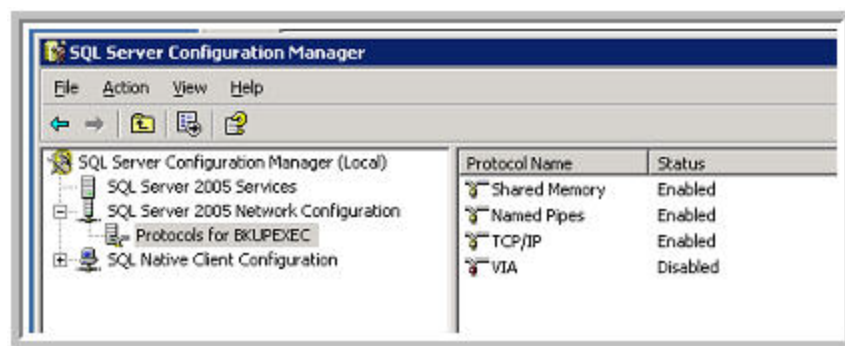 SQL Server Configuration Manager
File Action View Help
SQL Server Configuration Manager (Local)
SQL Server 2005 Services
SQL Server 2005 Network Configuration
Protocols for BKUPEXEC
SQL Native Client Configuration
Protocol Name Status
Shared Memory Enabled
Named Pipes Enabled
TCP/IP Enabled
VIA Disabled